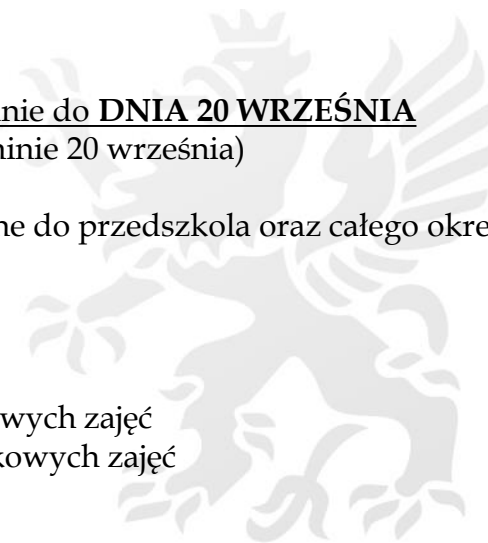 nie do DNIA 20 WRZEŚNIA
inie 20 września)
ne do przedszkola oraz całego okre
wych zajęć
kowych zajęć